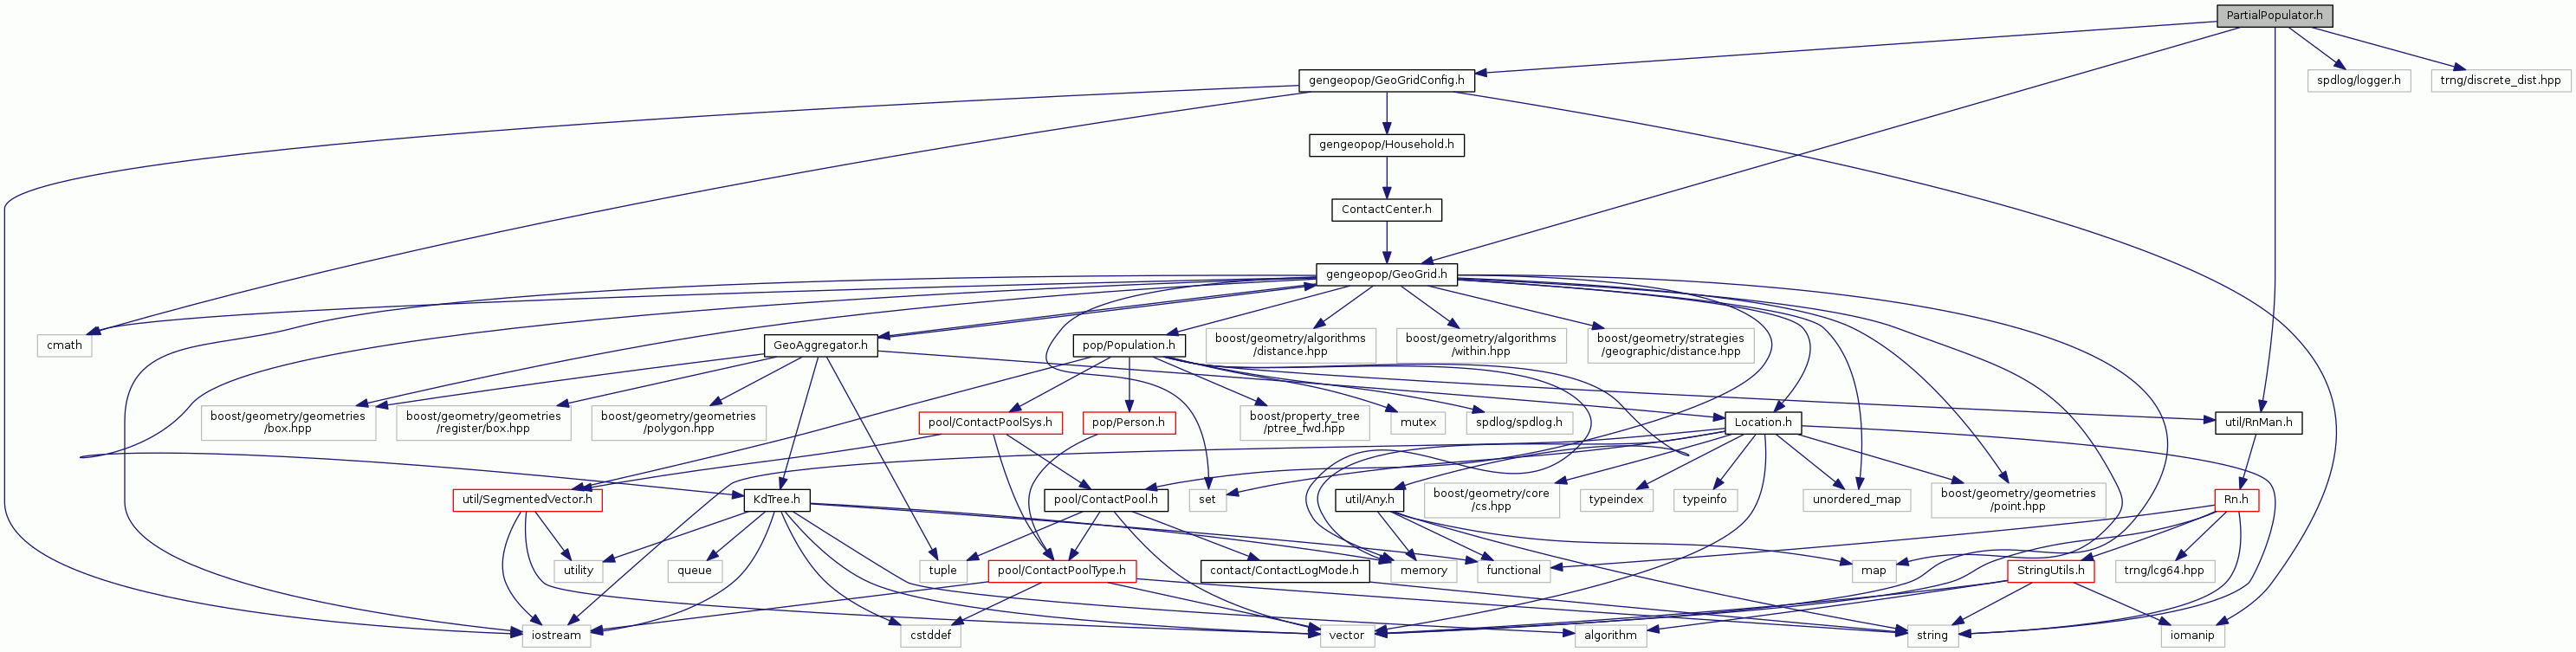 PartialPopulator.h
gengeopop/GeoGridConfig.h
spdlog/logger.h
trng/discrete_dist.hpp
gengeopop/Household.h
ContactCenter.h
gengeopop/GeoGrid.h
cmath
GeoAggregator.h
pop/Population.h
boost/geometry/algorithms
/distance.hpp
boost/geometry/algorithms
/within.hpp
boost/geometry/strategies
/geographic/distance.hpp
boost/geometry/geometries
/box.hpp
boost/geometry/geometries
/register/box.hpp
boost/geometry/geometries
/polygon.hpp
pool/ContactPoolSys.h
pop/Person.h
boost/property_tree
/ptree_fwd.hpp
mutex
spdlog/spdlog.h
Location.h
util/RnMan.h
util/SegmentedVector.h
KdTree.h
pool/ContactPool.h
set
util/Any.h
boost/geometry/core
/cs.hpp
typeindex
typeinfo
unordered_map
boost/geometry/geometries
/point.hpp
Rn.h
utility
queue
tuple
pool/ContactPoolType.h
contact/ContactLogMode.h
memory
functional
map
StringUtils.h
trng/lcg64.hpp
iostream
cstddef
vector
algorithm
string
iomanip